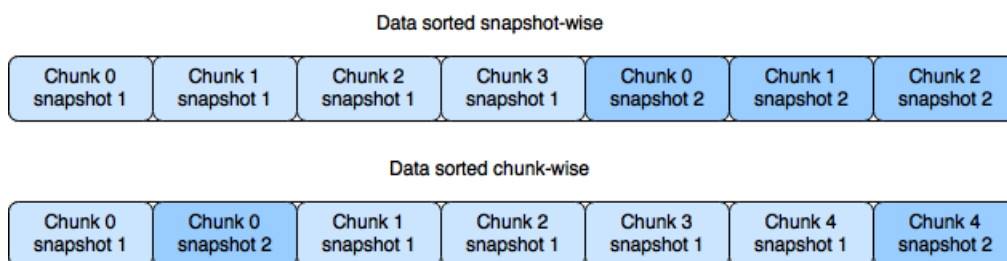 Data sorted snapshot-wise
Chunk 0 Chunk 1 Chunk 2 Chunk 3 Chunk 0 Chunk 1 Chunk 2
snapshot 1 snapshot 1 snapshot 1 snapshot 1 snapshot 2 snapshot 2 snapshot 2
Data sorted chunk-wise
Chunk 0 Chunk 0 Chunk 1 Chunk 2 Chunk 3 Chunk 4 Chunk 4
snapshot 1 snapshot 2 snapshot 1 snapshot 1 snapshot 1 snapshot 1 snapshot 2